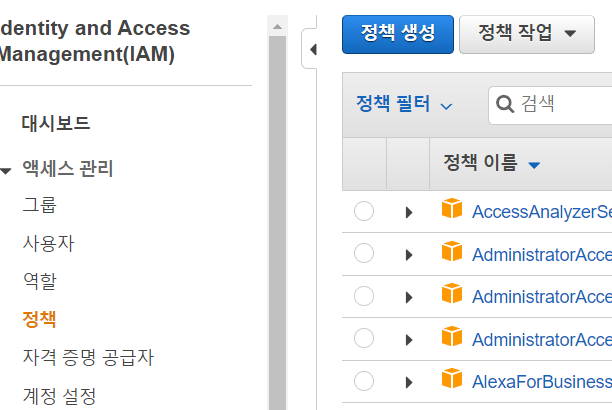 dentity and Access
Management(IAM)
대시보드
액세스 관리
그룹
사용자
역할
정책
자격 증명 공급자
계정 설정
정책 생성
정책 작업
정책 필터
검색
정책 이름
AccessAnalyzerSe
AdministratorAcce
AdministratorAcce
AdministratorAcce
AlexaForBusiness